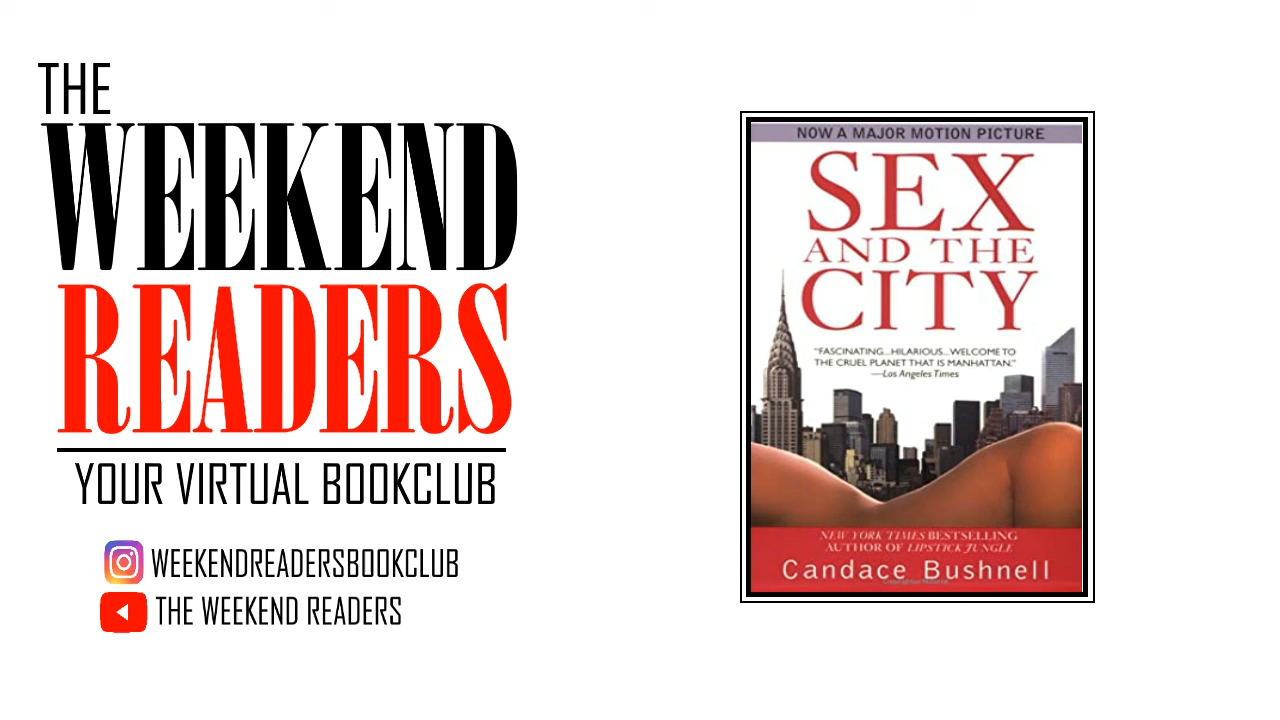 THE
WEEKEND
READERS
YOUR VIRTUAL BOOKCLUB
WEEKENDREADERSBOOKCLUB
THE WEEKEND READERS
NOW A MAJOR MOTION PICTURE
SEX
AND THE
CITY
"FASCINATING...HILARIOUS...WELCOME TO
THE CRUEL PLANET THAT IS MANHATTAN."
—Los Angeles Times
NEW YORK TIMES BESTSELLING
AUTHOR OF LIPSTICK JUNGLE
Candace Bushnell